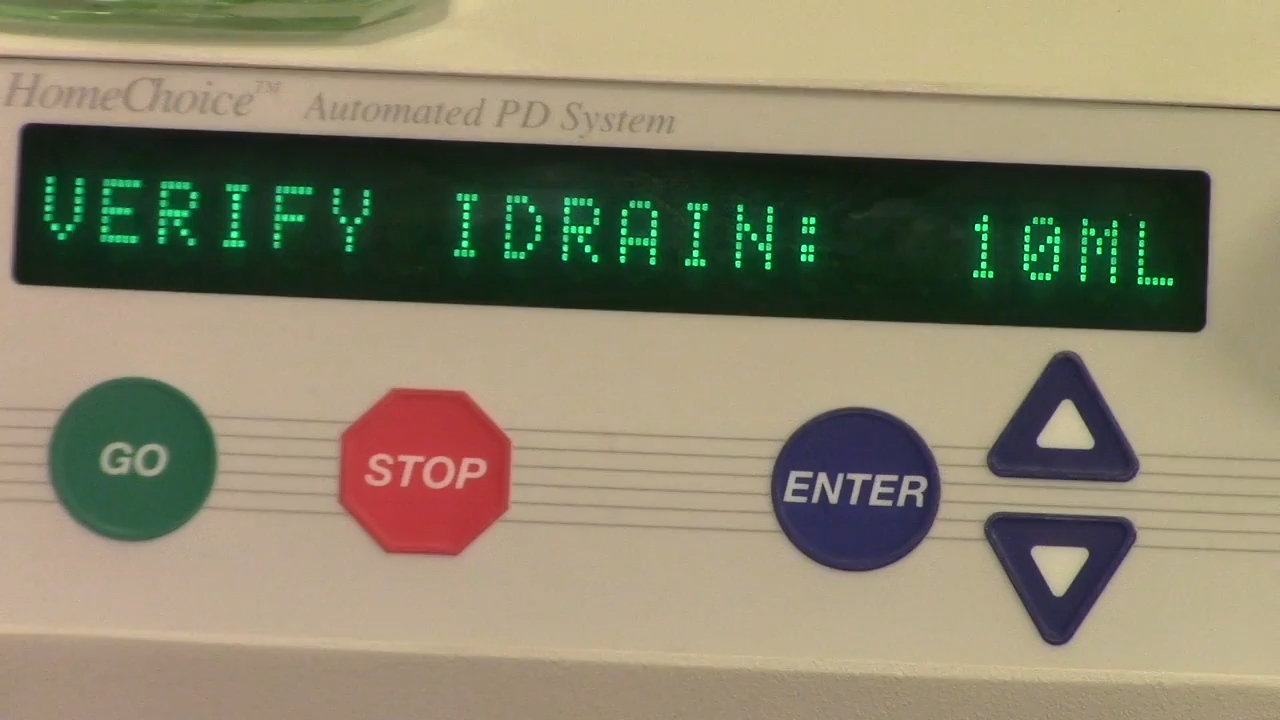 HomeChoice™ Automated PD System
VERIFY IDRAIN: 10ML
GO STOP ENTER